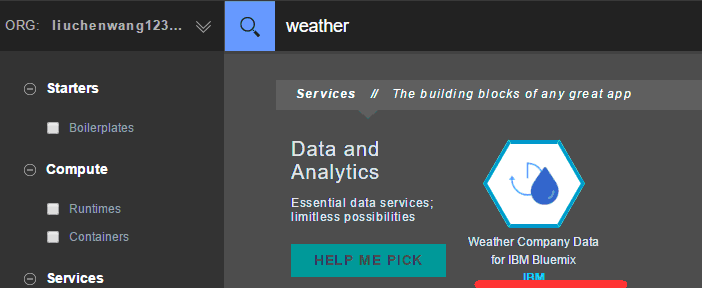 ORG: liuchenwang123... weather
Starters
Services // The building blocks of any great app
Boilerplates
Data and
Analytics
Compute
Essential data services;
limitless possibilities
Runtimes
Containers
HELP ME PICK
Weather Company Data
for IBM Bluemix
IBM
Services